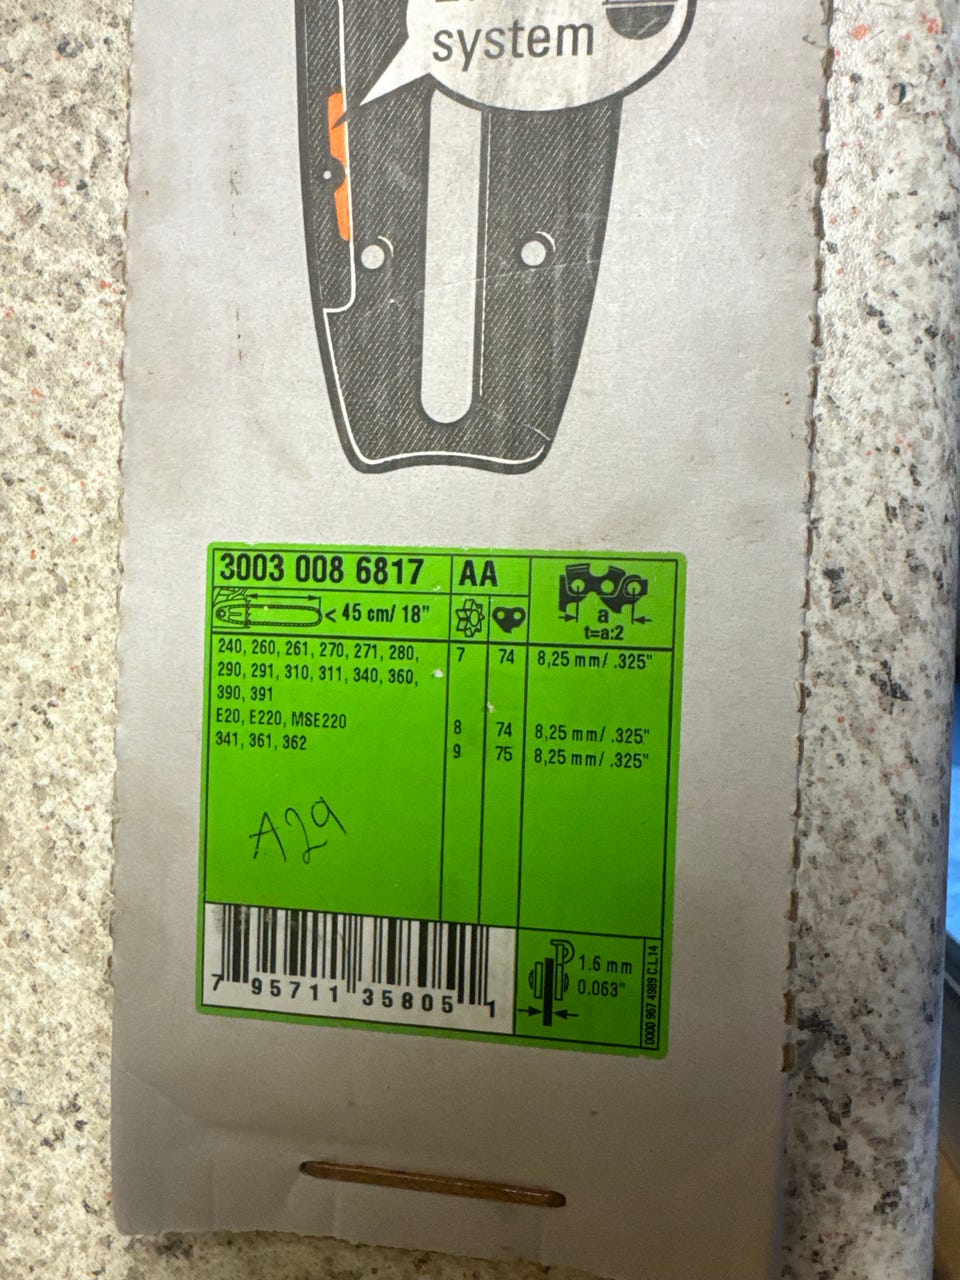 system
3003 008 6817 AA
< 45 cm/ 18"
a
t=a:2
240, 260, 261, 270, 271, 280, 7 74 8,25 mm/ .325"
290, 291, 310, 311, 340, 360,
390, 391
E20, E220, MSE220 8 74 8,25 mm/ .325"
341, 361, 362 9 75 8,25 mm/ .325"
A29
7 95711 35805 1
1.6 mm
0.063"
0000 967 4989 C.L 14